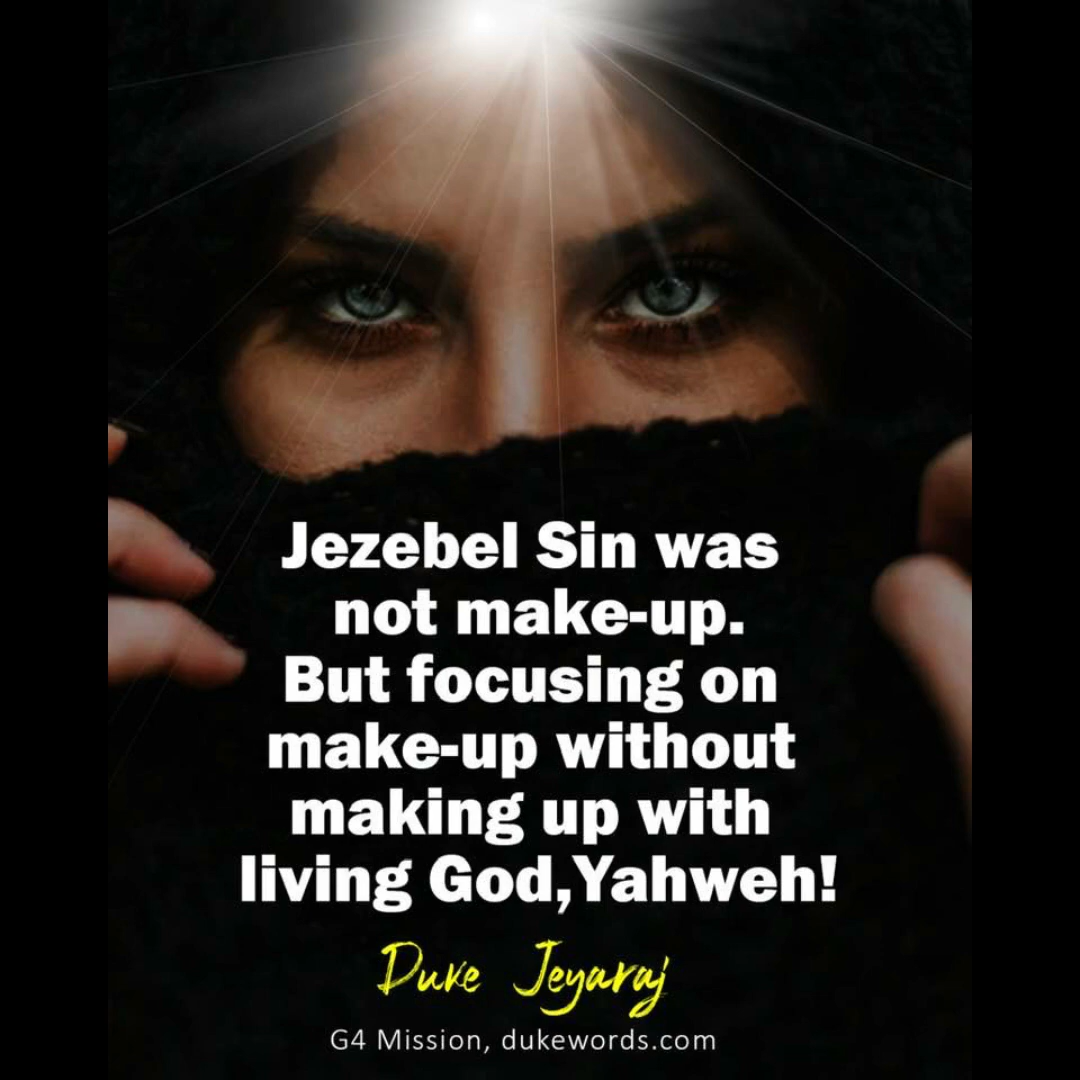 Jezebel Sin was
not make-up.
But focusing on
make-up without
making up with
living God,Yahweh!
Duke Jeyaraj
G4 Mission, dukewords.com